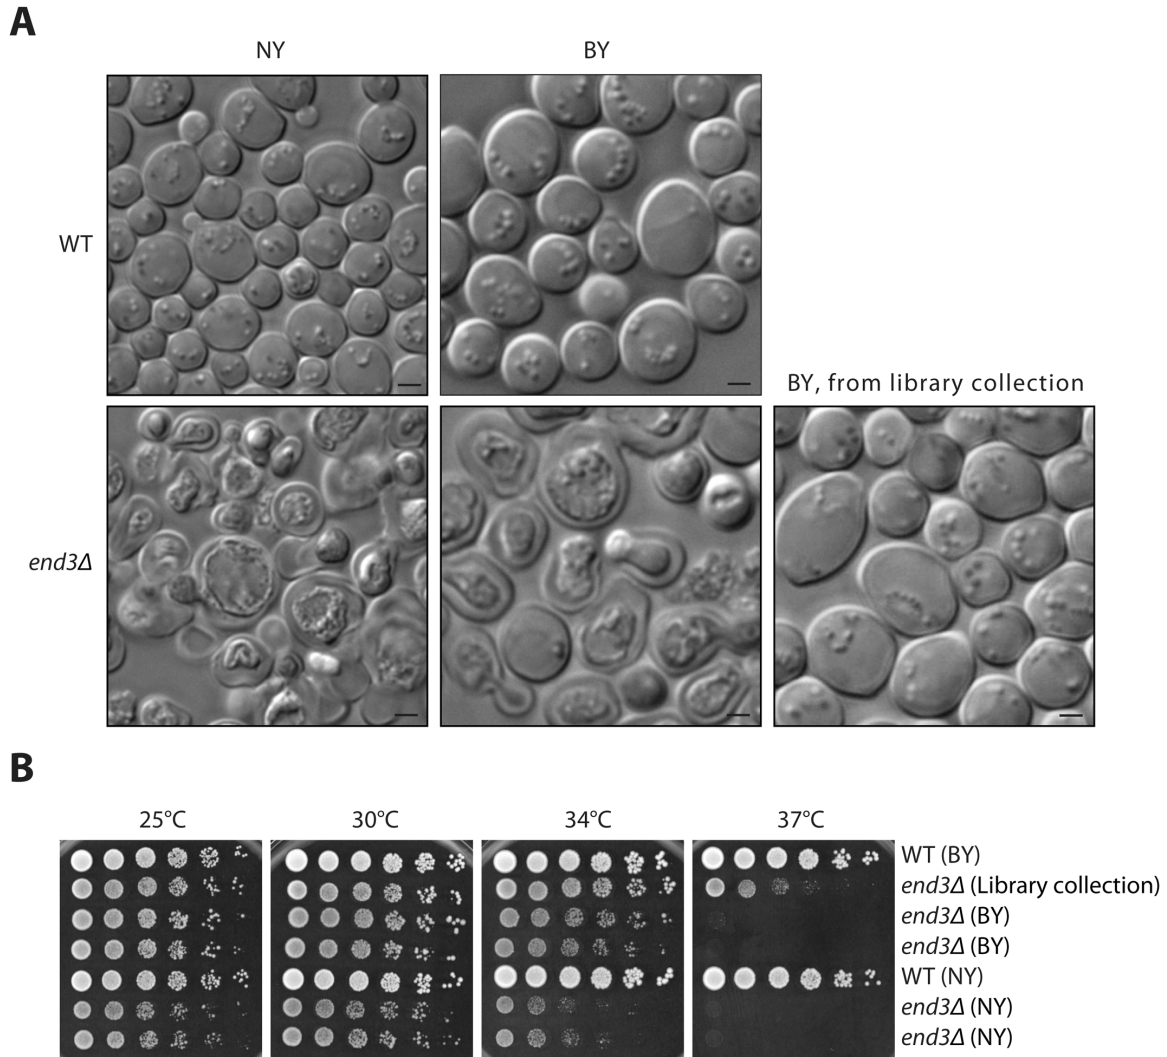 A
NY
BY
WT
BY, from library collection
end3Δ
B
25°C
30°C
34°C
37°C
WT (BY)
end3Δ (Library collection)
end3Δ (BY)
end3Δ (BY)
WT (NY)
end3Δ (NY)
end3Δ (NY)